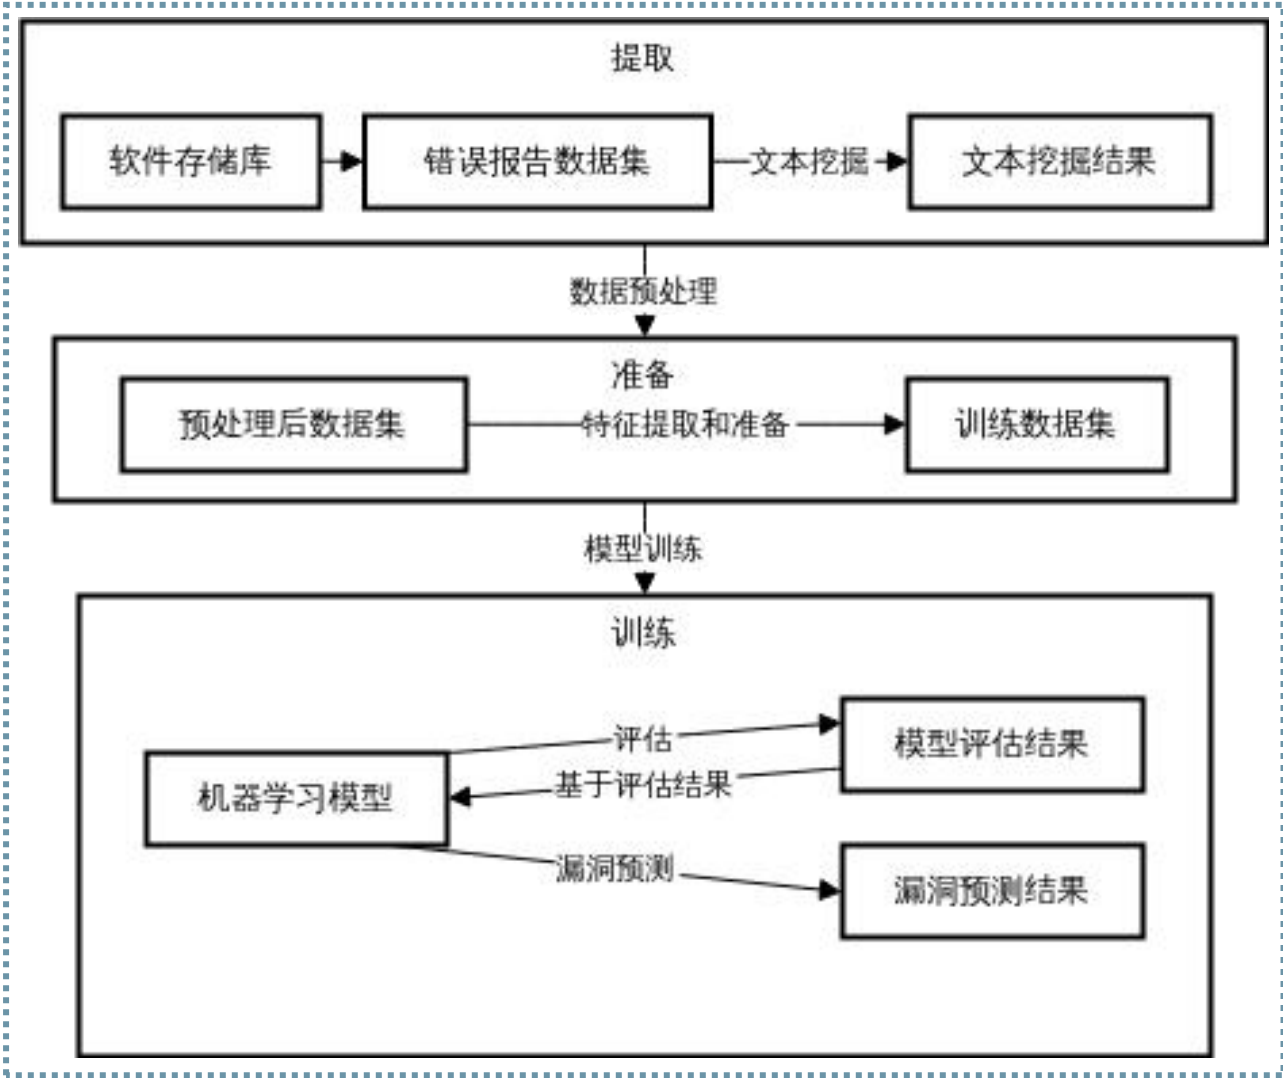 提取
软件存储库
错误报告数据集
文本挖掘
文本挖掘结果
数据预处理
准备
预处理后数据集
特征提取和准备
训练数据集
模型训练
训练
评估
模型评估结果
基于评估结果
机器学习模型
漏洞预测
漏洞预测结果